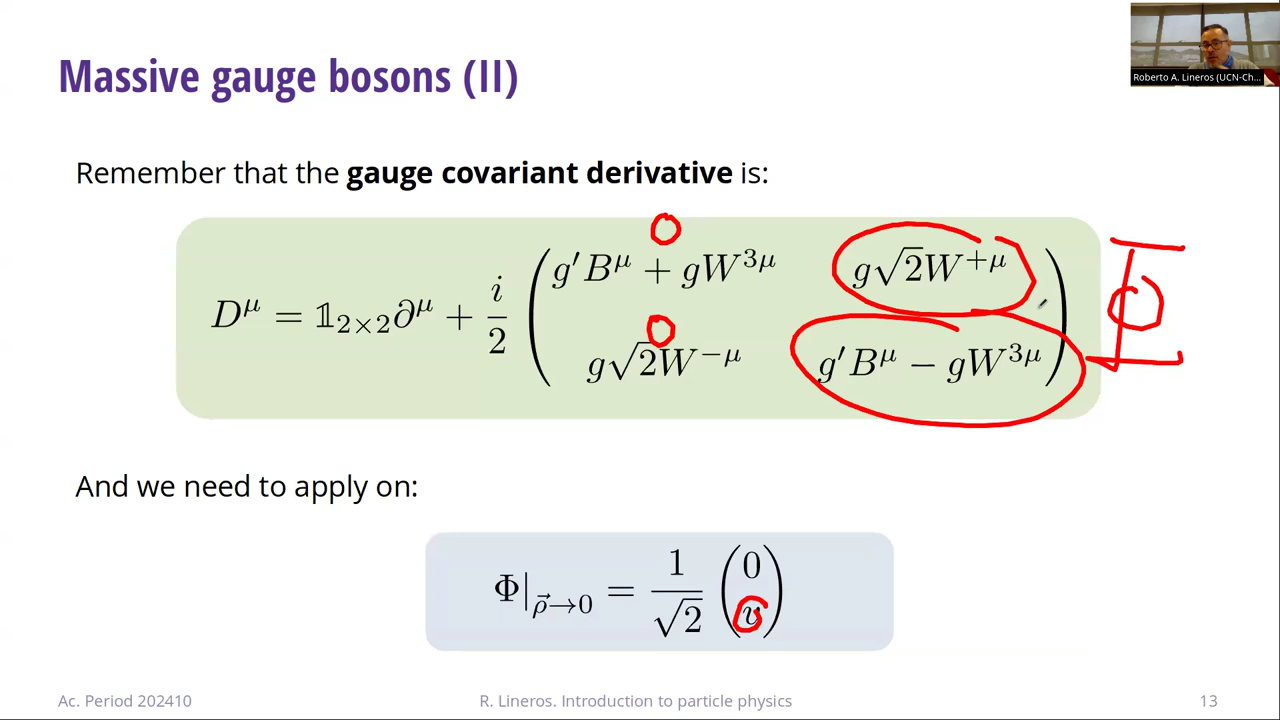 Massive gauge bosons (II)
Roberto A. Lineros (UCN-Ch...
Remember that the gauge covariant derivative is:
D^μ = 𝟙_{2×2}∂^μ + i/2 ( g′B^μ + gW^{3μ}   g√2W^{+μ}
g√2W^{−μ}   g′B^μ − gW^{3μ} )
And we need to apply on:
Φ|_{ρ⃗→0} = 1/√2 ( 0
v )
Ac. Period 202410
R. Lineros. Introduction to particle physics
13